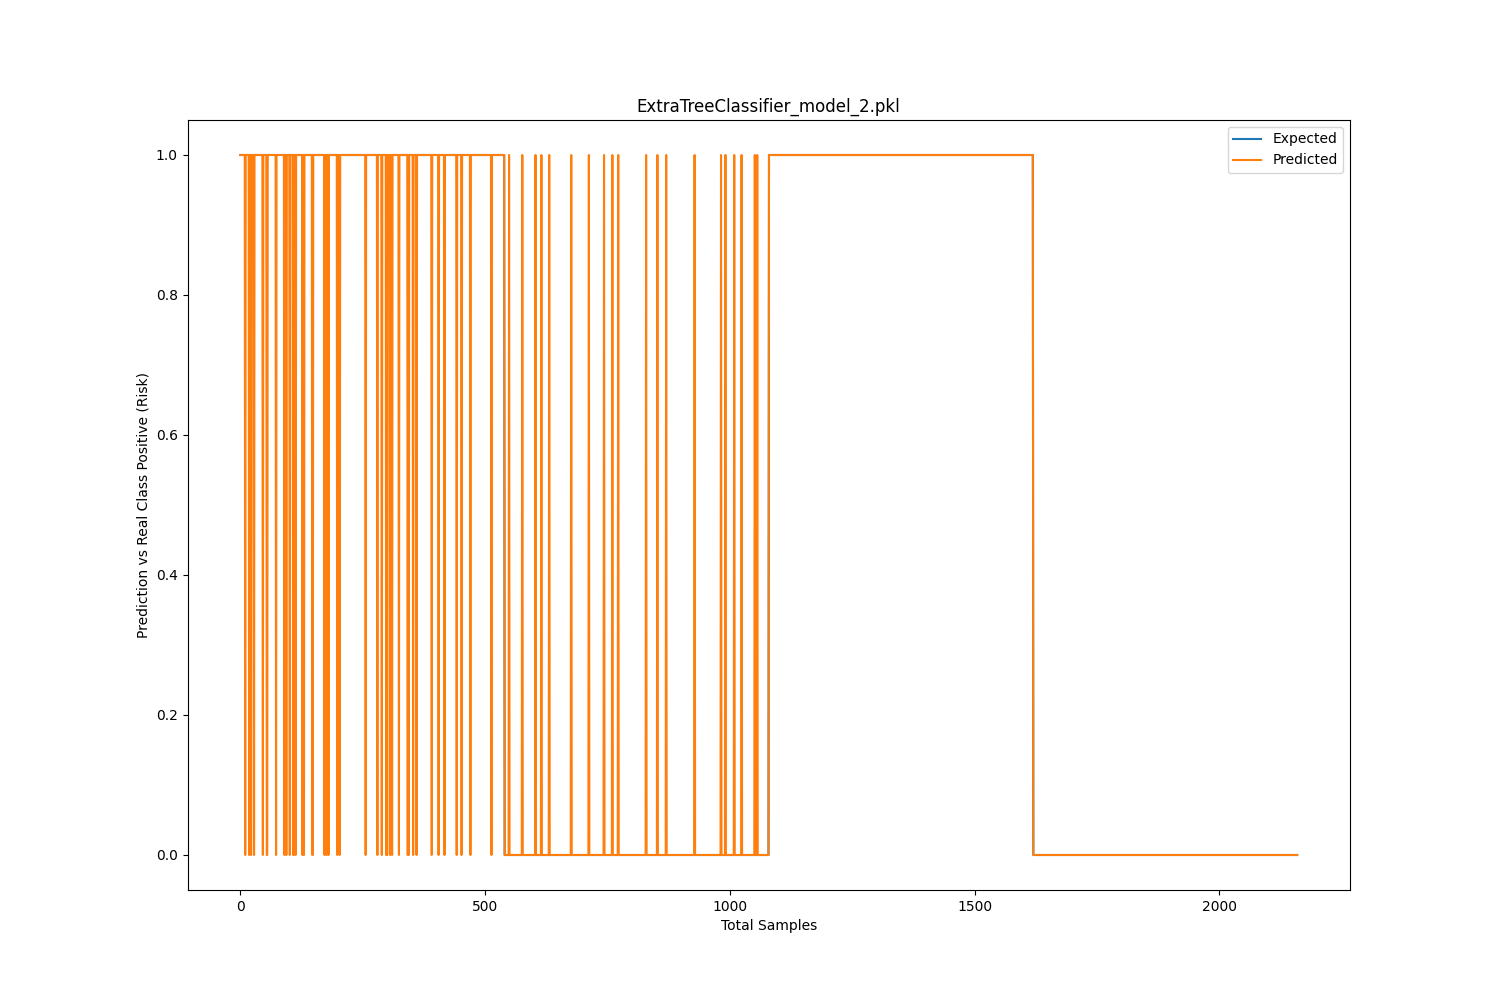 ExtraTreeClassifier_model_2.pkl
Expected
Predicted
1.0
0.8
0.6
0.4
0.2
0.0
Prediction vs Real Class Positive (Risk)
0
500
1000
1500
2000
Total Samples